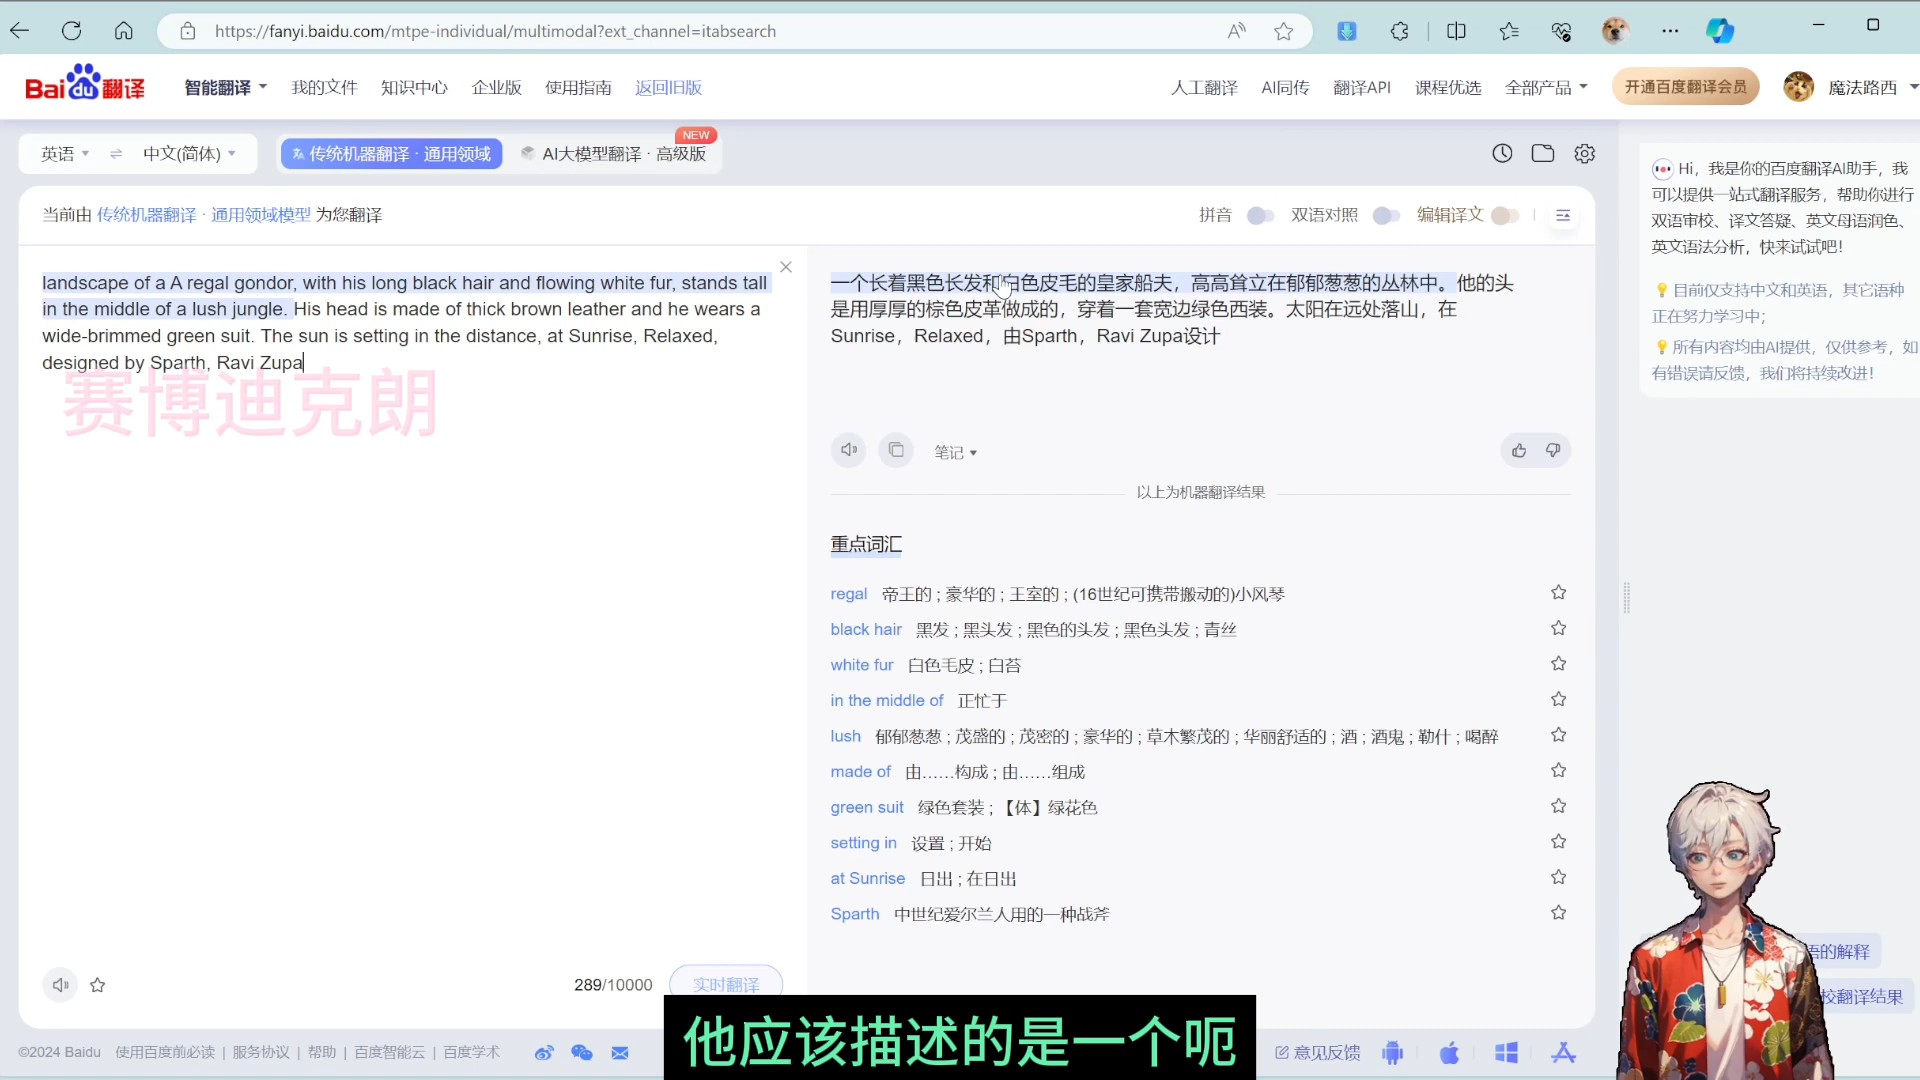 https://fanyi.baidu.com/mtpe-individual/multimodal?ext_channel=itabsearch
Bai du 翻译
智能翻译 我的文件 知识中心 企业版 使用指南 返回旧版 人工翻译 AI同传 翻译API 课程优选 全部产品 开通百度翻译会员 魔法路西
英语 中文(简体) 传统机器翻译 · 通用领域 AI大模型翻译 · 高级版 NEW
当前由 传统机器翻译 · 通用领域模型 为您翻译 拼音 双语对照 编辑译文
landscape of a A regal gondor, with his long black hair and flowing white fur, stands tall
in the middle of a lush jungle. His head is made of thick brown leather and he wears a
wide-brimmed green suit. The sun is setting in the distance, at Sunrise, Relaxed,
designed by Sparth, Ravi Zupa
赛博迪克朗
289/10000 实时翻译
一个长着黑色长发和白色皮毛的皇家船夫，高高耸立在郁郁葱葱的丛林中。他的头
是用厚厚的棕色皮革做成的，穿着一套宽边绿色西装。太阳在远处落山，在
Sunrise，Relaxed，由Sparth，Ravi Zupa设计
笔记
以上为机器翻译结果
重点词汇
regal 帝王的 ; 豪华的 ; 王室的 ; (16世纪可携带搬动的)小风琴
black hair 黑发 ; 黑头发 ; 黑色的头发 ; 黑色头发 ; 青丝
white fur 白色毛皮 ; 白苔
in the middle of 正忙于
lush 郁郁葱葱 ; 茂盛的 ; 茂密的 ; 豪华的 ; 草木繁茂的 ; 华丽舒适的 ; 酒 ; 酒鬼 ; 勒什 ; 喝醉
made of 由……构成 ; 由……组成
green suit 绿色套装 ; 【体】绿花色
setting in 设置 ; 开始
at Sunrise 日出 ; 在日出
Sparth 中世纪爱尔兰人用的一种战斧
Hi，我是你的百度翻译AI助手，我
可以提供一站式翻译服务，帮助你进行
双语审校、译文答疑、英文母语润色、
英文语法分析，快来试试吧！
目前仅支持中文和英语，其它语种
正在努力学习中；
所有内容均由AI提供，仅供参考，如
有错误请反馈，我们将持续改进！
语的解释
校翻译结果
©2024 Baidu 使用百度前必读 | 服务协议 | 帮助 | 百度智能云 | 百度学术 意见反馈
他应该描述的是一个呃